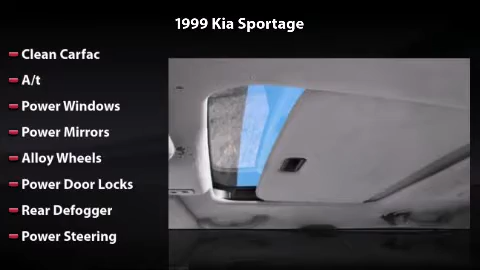 1999 Kia Sportage
Clean Carfac
A/t
Power Windows
Power Mirrors
Alloy Wheels
Power Door Locks
Rear Defogger
Power Steering